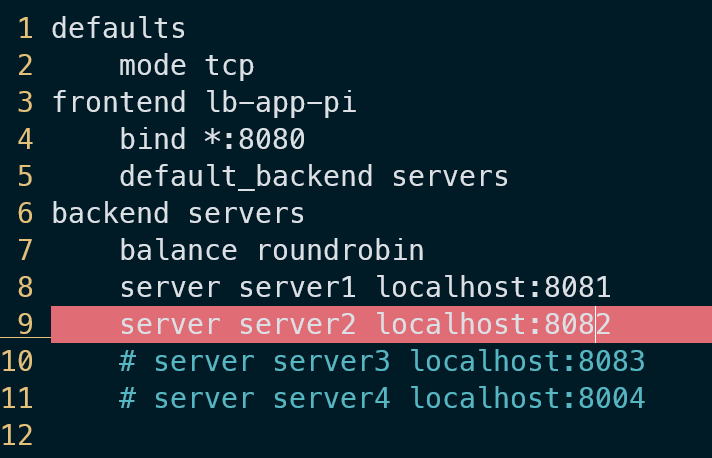 1 defaults
2     mode tcp
3 frontend lb-app-pi
4     bind *:8080
5     default_backend servers
6 backend servers
7     balance roundrobin
8     server server1 localhost:8081
9     server server2 localhost:8082
10     # server server3 localhost:8083
11     # server server4 localhost:8004
12